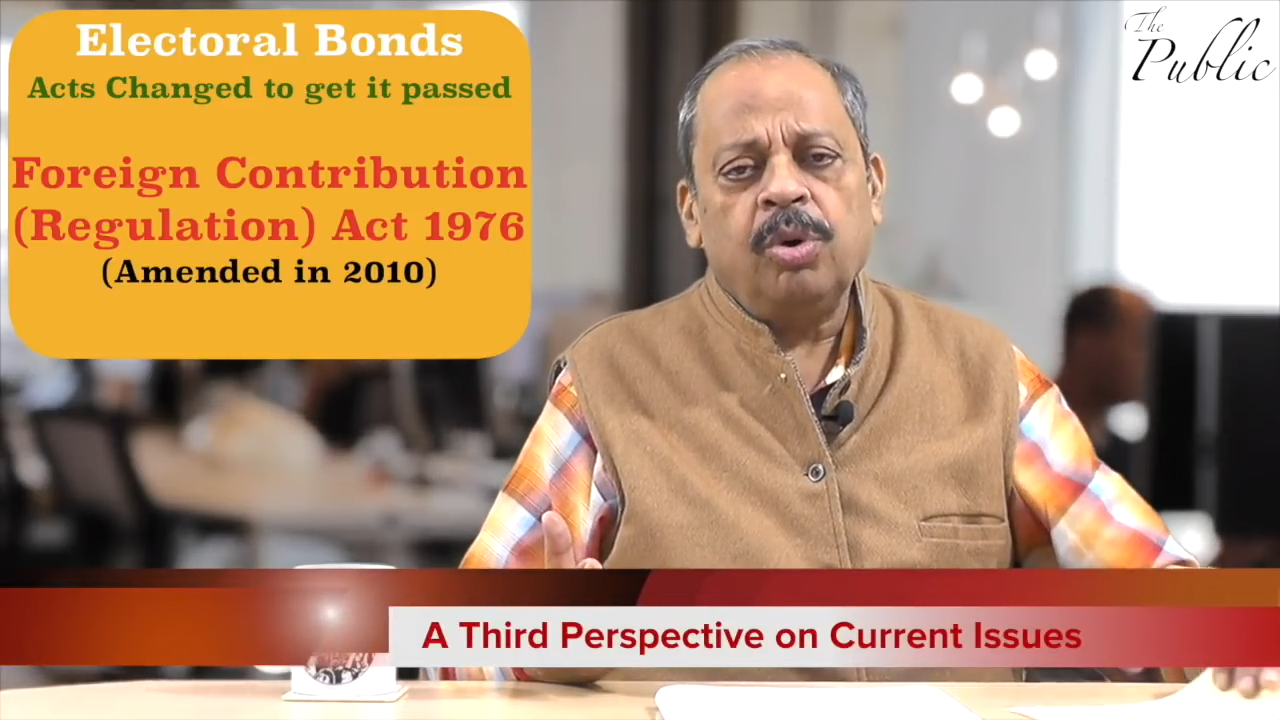 Electoral Bonds
Acts Changed to get it passed
Foreign Contribution
(Regulation) Act 1976
(Amended in 2010)
The
Public
A Third Perspective on Current Issues